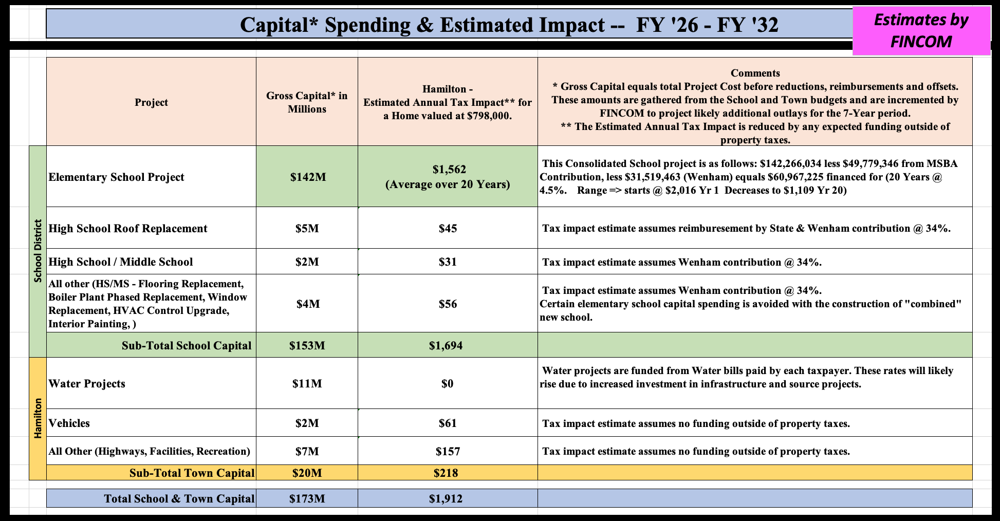 Capital* Spending & Estimated Impact -- FY '26 - FY '32
Estimates by
FINCOM
Project
Gross Capital* in
Millions
Hamilton -
Estimated Annual Tax Impact** for
a Home valued at $798,000.
Comments
* Gross Capital equals total Project Cost before reductions, reimbursements and offsets.
These amounts are gathered from the School and Town budgets and are incremented by
FINCOM to project likely additional outlays for the 7-Year period.
** The Estimated Annual Tax Impact is reduced by any expected funding outside of
property taxes.
School District
Elementary School Project
$142M
$1,562
(Average over 20 Years)
This Consolidated School project is as follows: $142,266,034 less $49,779,346 from MSBA
Contribution, less $31,519,463 (Wenham) equals $60,967,225 financed for (20 Years @
4.5%. Range => starts @ $2,016 Yr 1 Decreases to $1,109 Yr 20)
High School Roof Replacement
$5M
$45
Tax impact estimate assumes reimburesement by State & Wenham contribution @ 34%.
High School / Middle School
$2M
$31
Tax impact estimate assumes Wenham contribution @ 34%.
All other (HS/MS - Flooring Replacement,
Boiler Plant Phased Replacement, Window
Replacement, HVAC Control Upgrade,
Interior Painting, )
$4M
$56
Tax impact estimate assumes Wenham contribution @ 34%.
Certain elementary school capital spending is avoided with the construction of "combined"
new school.
Sub-Total School Capital
$153M
$1,694
Hamilton
Water Projects
$11M
$0
Water projects are funded from Water bills paid by each taxpayer. These rates will likely
rise due to increased investment in infrastructure and source projects.
Vehicles
$2M
$61
Tax impact estimate assumes no funding outside of property taxes.
All Other (Highways, Facilities, Recreation)
$7M
$157
Tax impact estimate assumes no funding outside of property taxes.
Sub-Total Town Capital
$20M
$218
Total School & Town Capital
$173M
$1,912